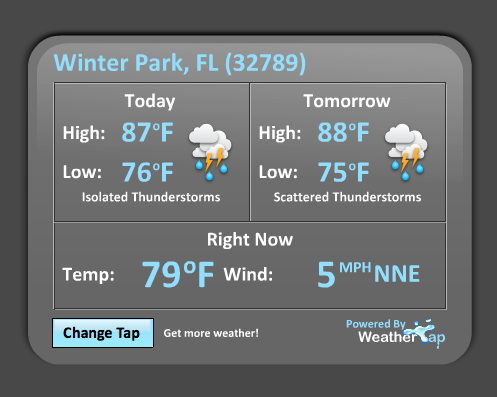 Winter Park, FL (32789)
Today
High: 87°F
Low: 76°F
Isolated Thunderstorms
Tomorrow
High: 88°F
Low: 75°F
Scattered Thunderstorms
Right Now
Temp: 79°F Wind: 5 MPH NNE
Change Tap Get more weather!
Powered By
WeatherTap